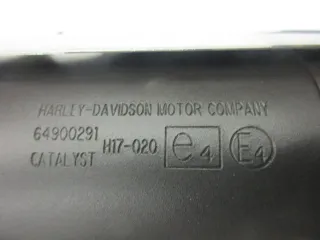 HARLEY-DAVIDSON MOTOR COMPANY
64900291
CATALYST H17-020 e4 E4